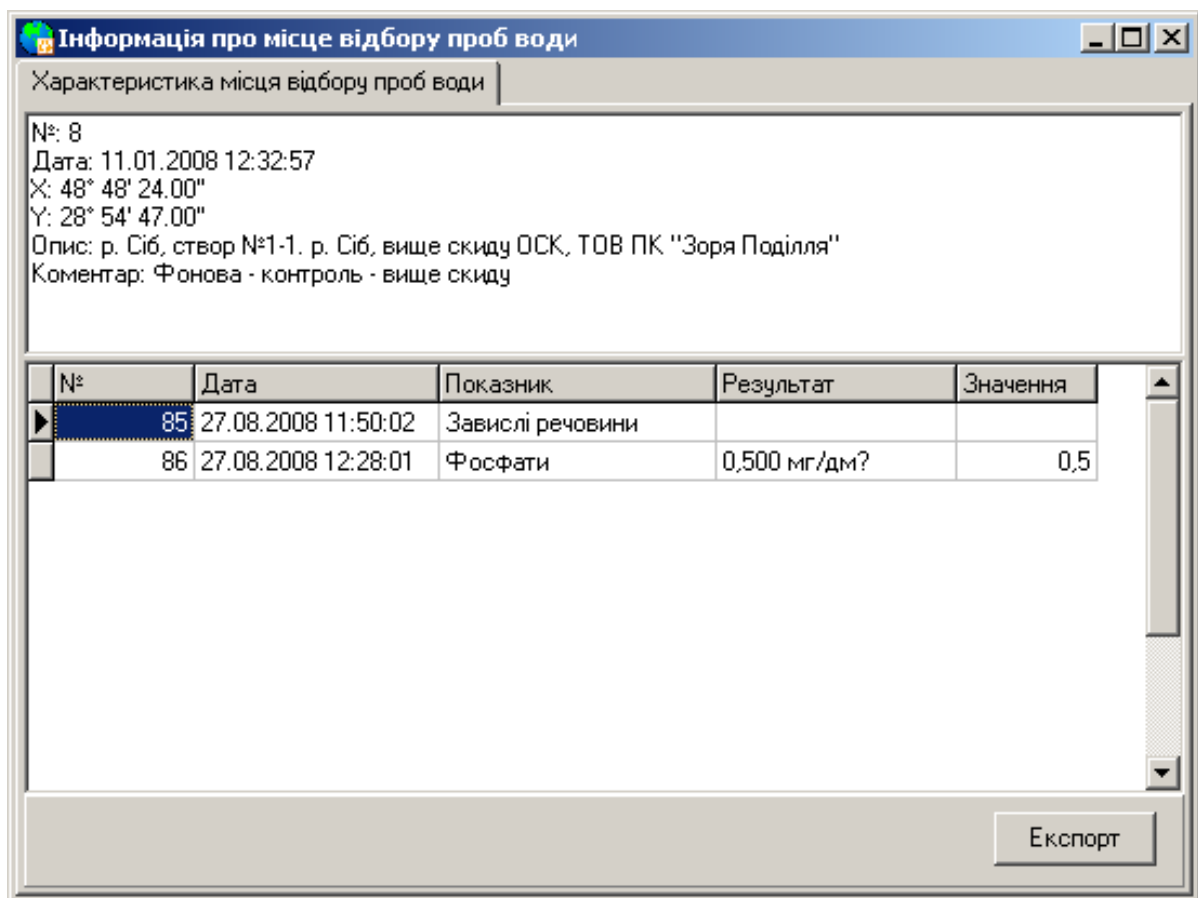 Інформація про місце відбору проб води
Характеристика місця відбору проб води
№: 8
Дата: 11.01.2008 12:32:57
X: 48° 48' 24.00"
Y: 28° 54' 47.00"
Опис: р. Сіб, створ №1-1. р. Сіб, вище скиду ОСК, ТОВ ПК "Зоря Поділля"
Коментар: Фонова - контроль - вище скиду
№ Дата Показник Результат Значення
85 27.08.2008 11:50:02 Завислі речовини
86 27.08.2008 12:28:01 Фосфати 0,500 мг/дм? 0,5
Експорт